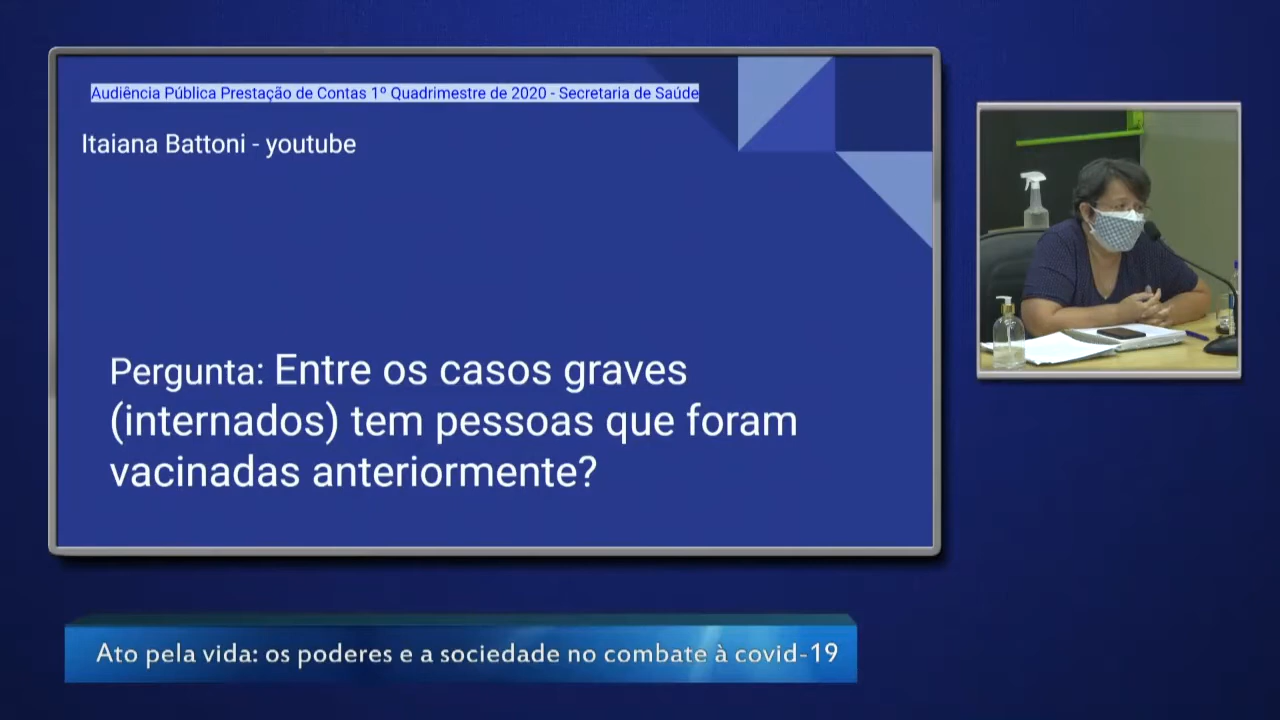 Audiência Pública Prestação de Contas 1º Quadrimestre de 2020 - Secretaria de Saúde
Itaiana Battoni - youtube
Pergunta: Entre os casos graves
(internados) tem pessoas que foram
vacinadas anteriormente?
Ato pela vida: os poderes e a sociedade no combate à covid-19